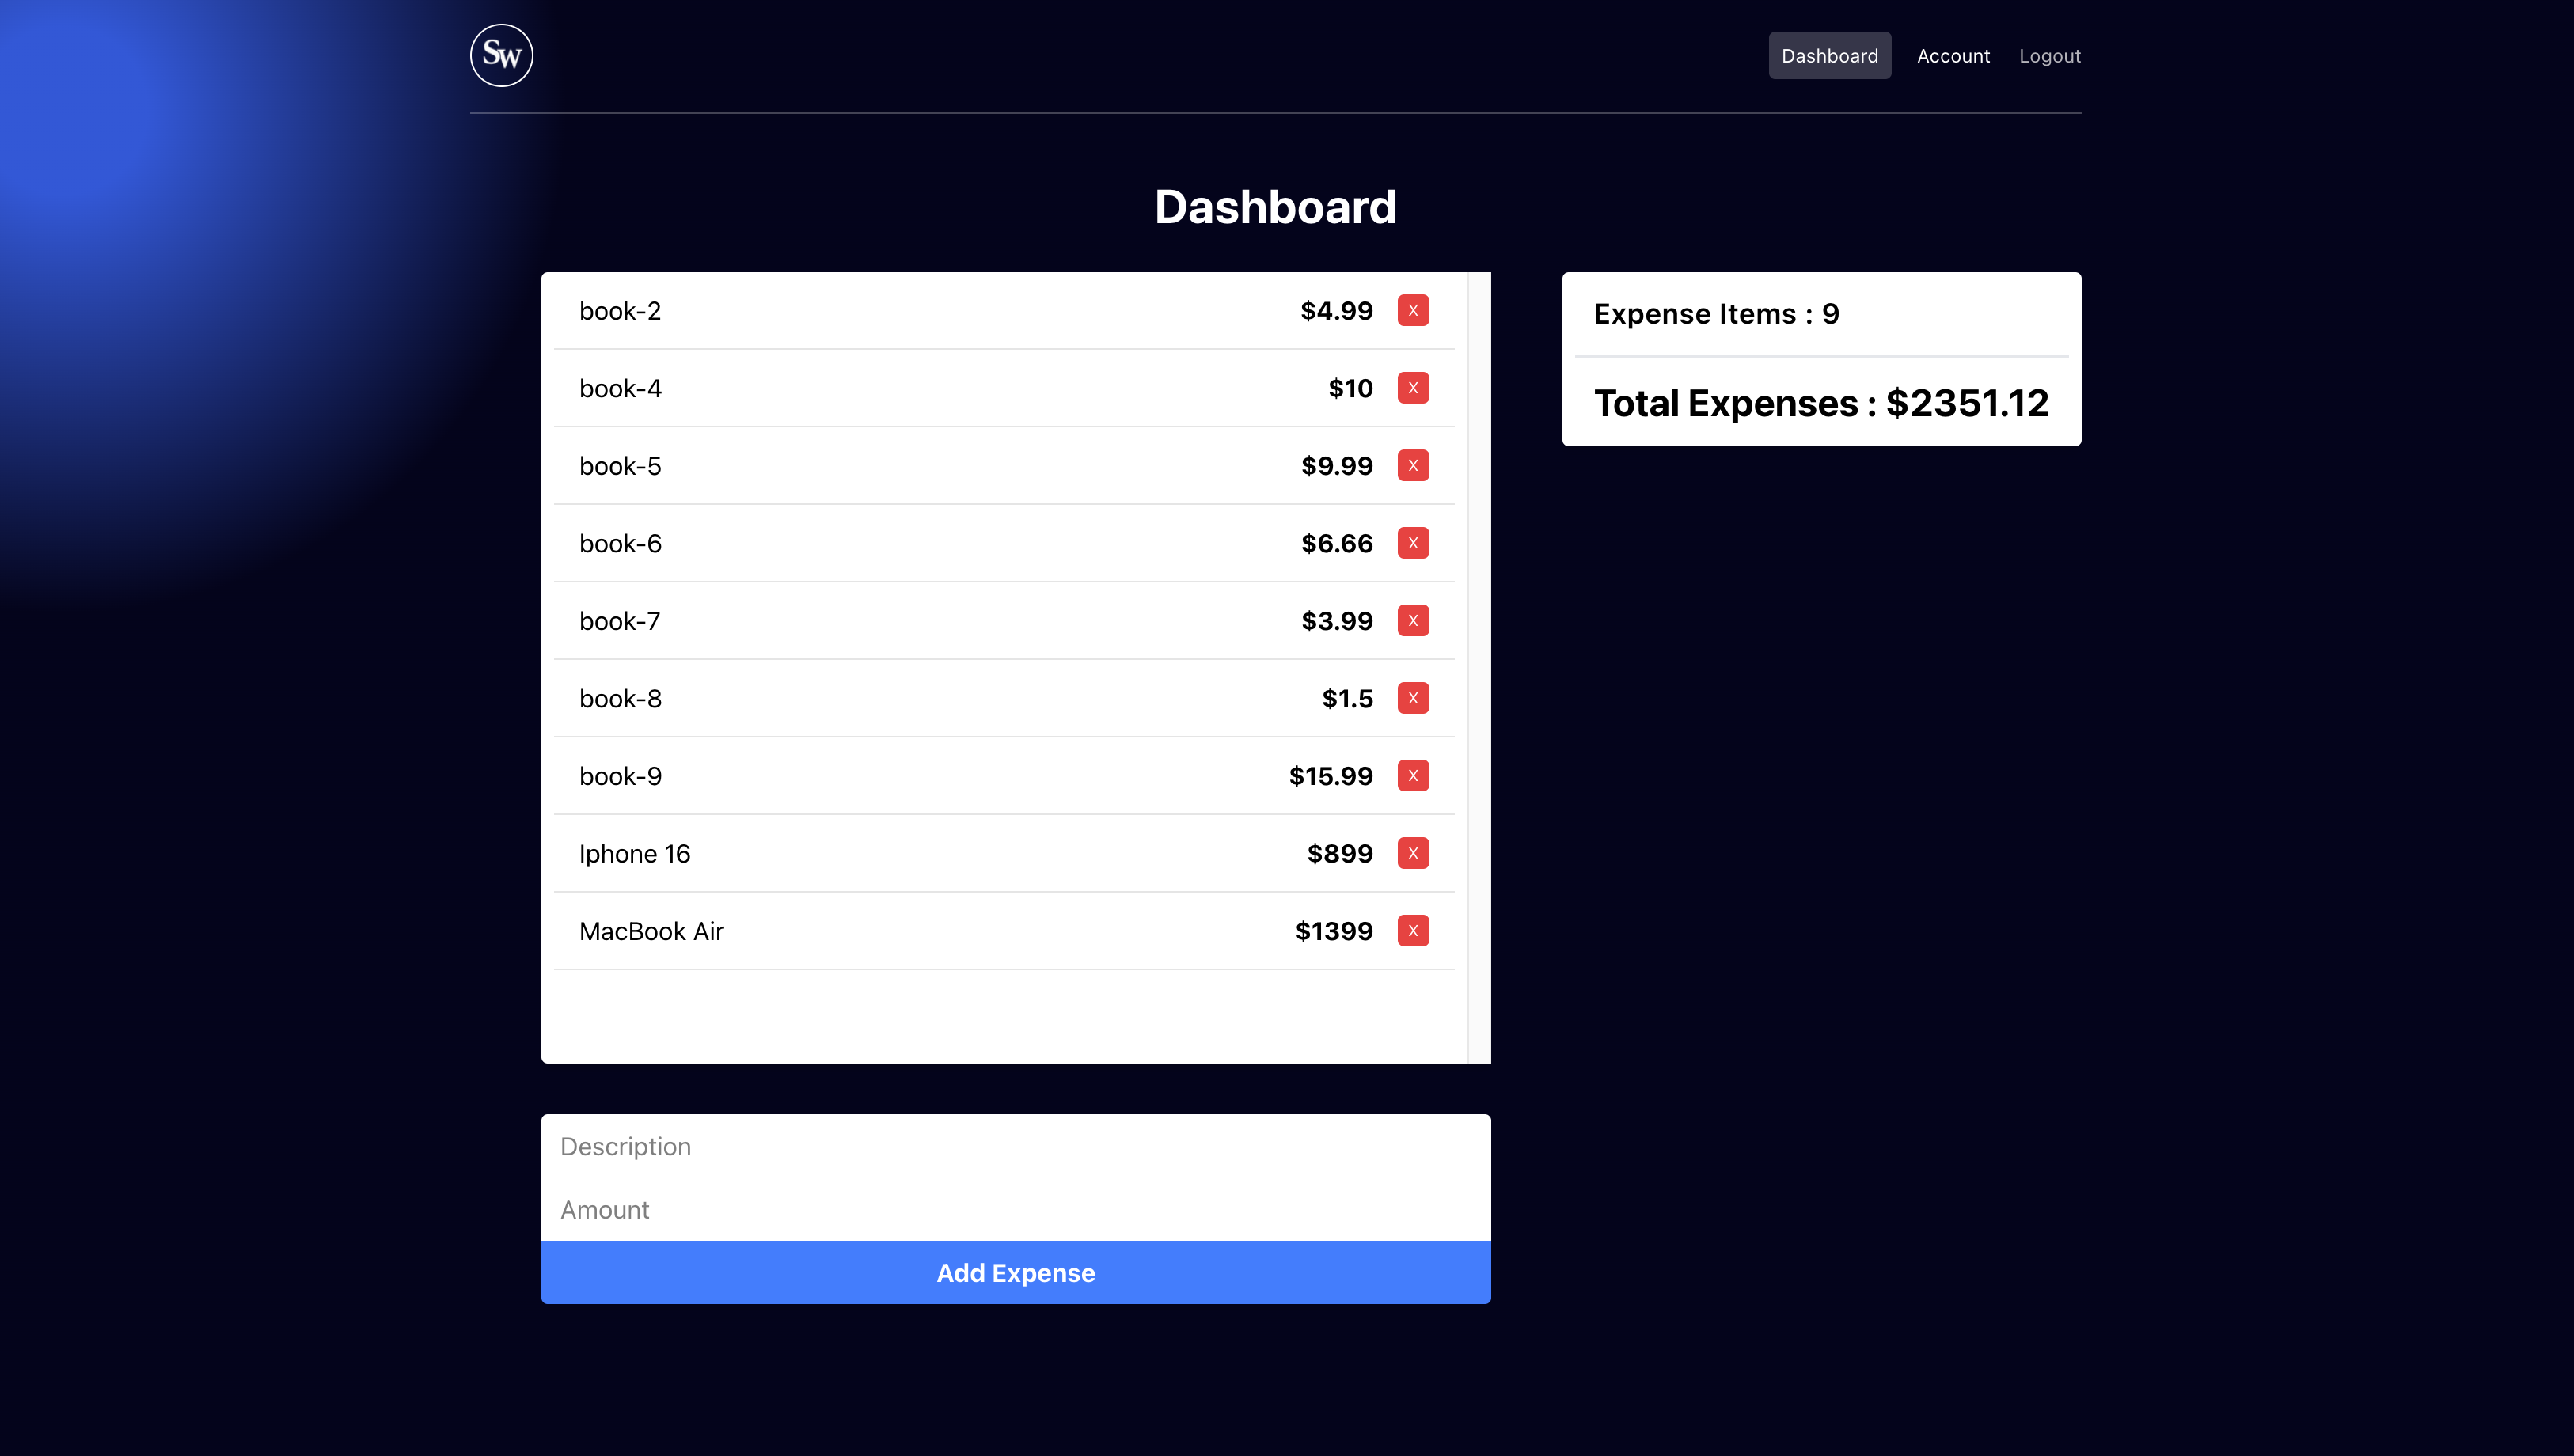 SW
Dashboard Account Logout
Dashboard
book-2 $4.99 X
book-4 $10 X
book-5 $9.99 X
book-6 $6.66 X
book-7 $3.99 X
book-8 $1.5 X
book-9 $15.99 X
Iphone 16 $899 X
MacBook Air $1399 X
Expense Items : 9
Total Expenses : $2351.12
Description
Amount
Add Expense